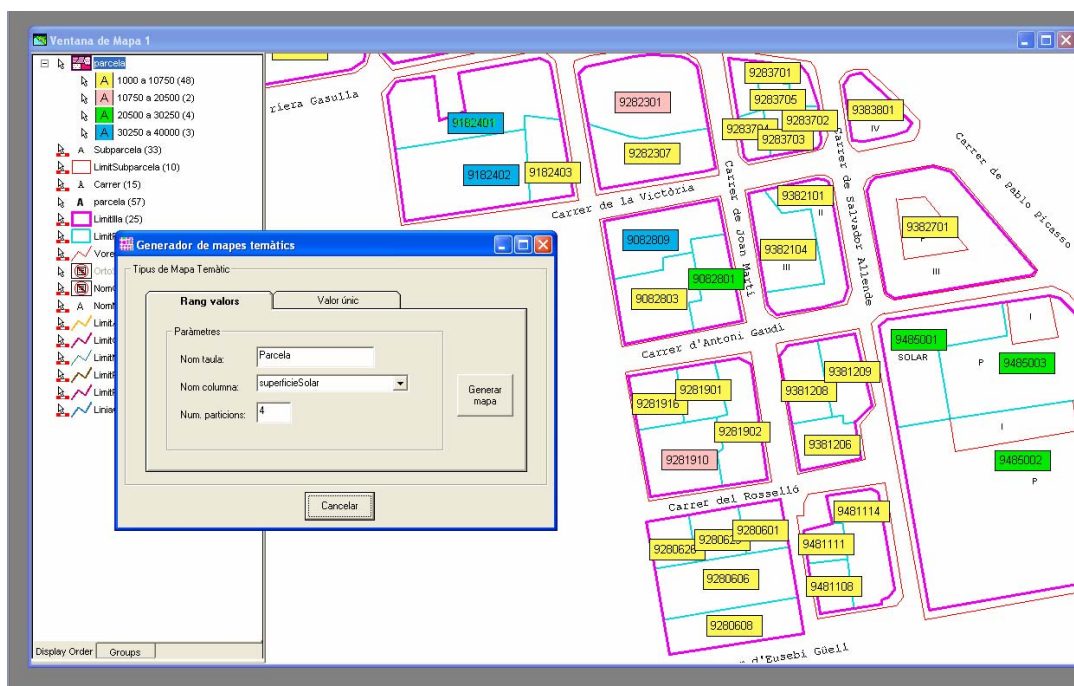 Ventana de Mapa 1
parcela
1000 a 10750 (48)
10750 a 20500 (2)
20500 a 30250 (4)
30250 a 40000 (3)
Subparcela (33)
LimitSubparcela (10)
Carrer (15)
parcela (57)
LimitIlla (25)
Display Order
Groups
Generador de mapes temàtics
Tipus de Mapa Temàtic
Rang valors
Valor únic
Paràmetres
Nom taula:
Parcela
Nom columna:
superficieSolar
Num. particions:
4
Generar
mapa
Cancelar
riera Gasulla
9182401
9182402
9182403
9282301
9282307
9283701
9283705
9283702
9283704
9283703
9383801
IV
Carrer de Pablo Picasso
Carrer de la Victòria
Carrer de Joan Martí
Carrer de Salvador Allende
9382101
II
9382104
III
9382701
III
9082809
9082801
9082803
Carrer d'Antoni Gaudí
9485001
SOLAR
P
I
9485003
I
9485002
P
9281901
9281916
9281902
9281910
9381209
9381208
9381206
Carrer del Rosselló
9280601
9280606
9280608
9481114
9481111
9481108
r d'Eusebi Güell